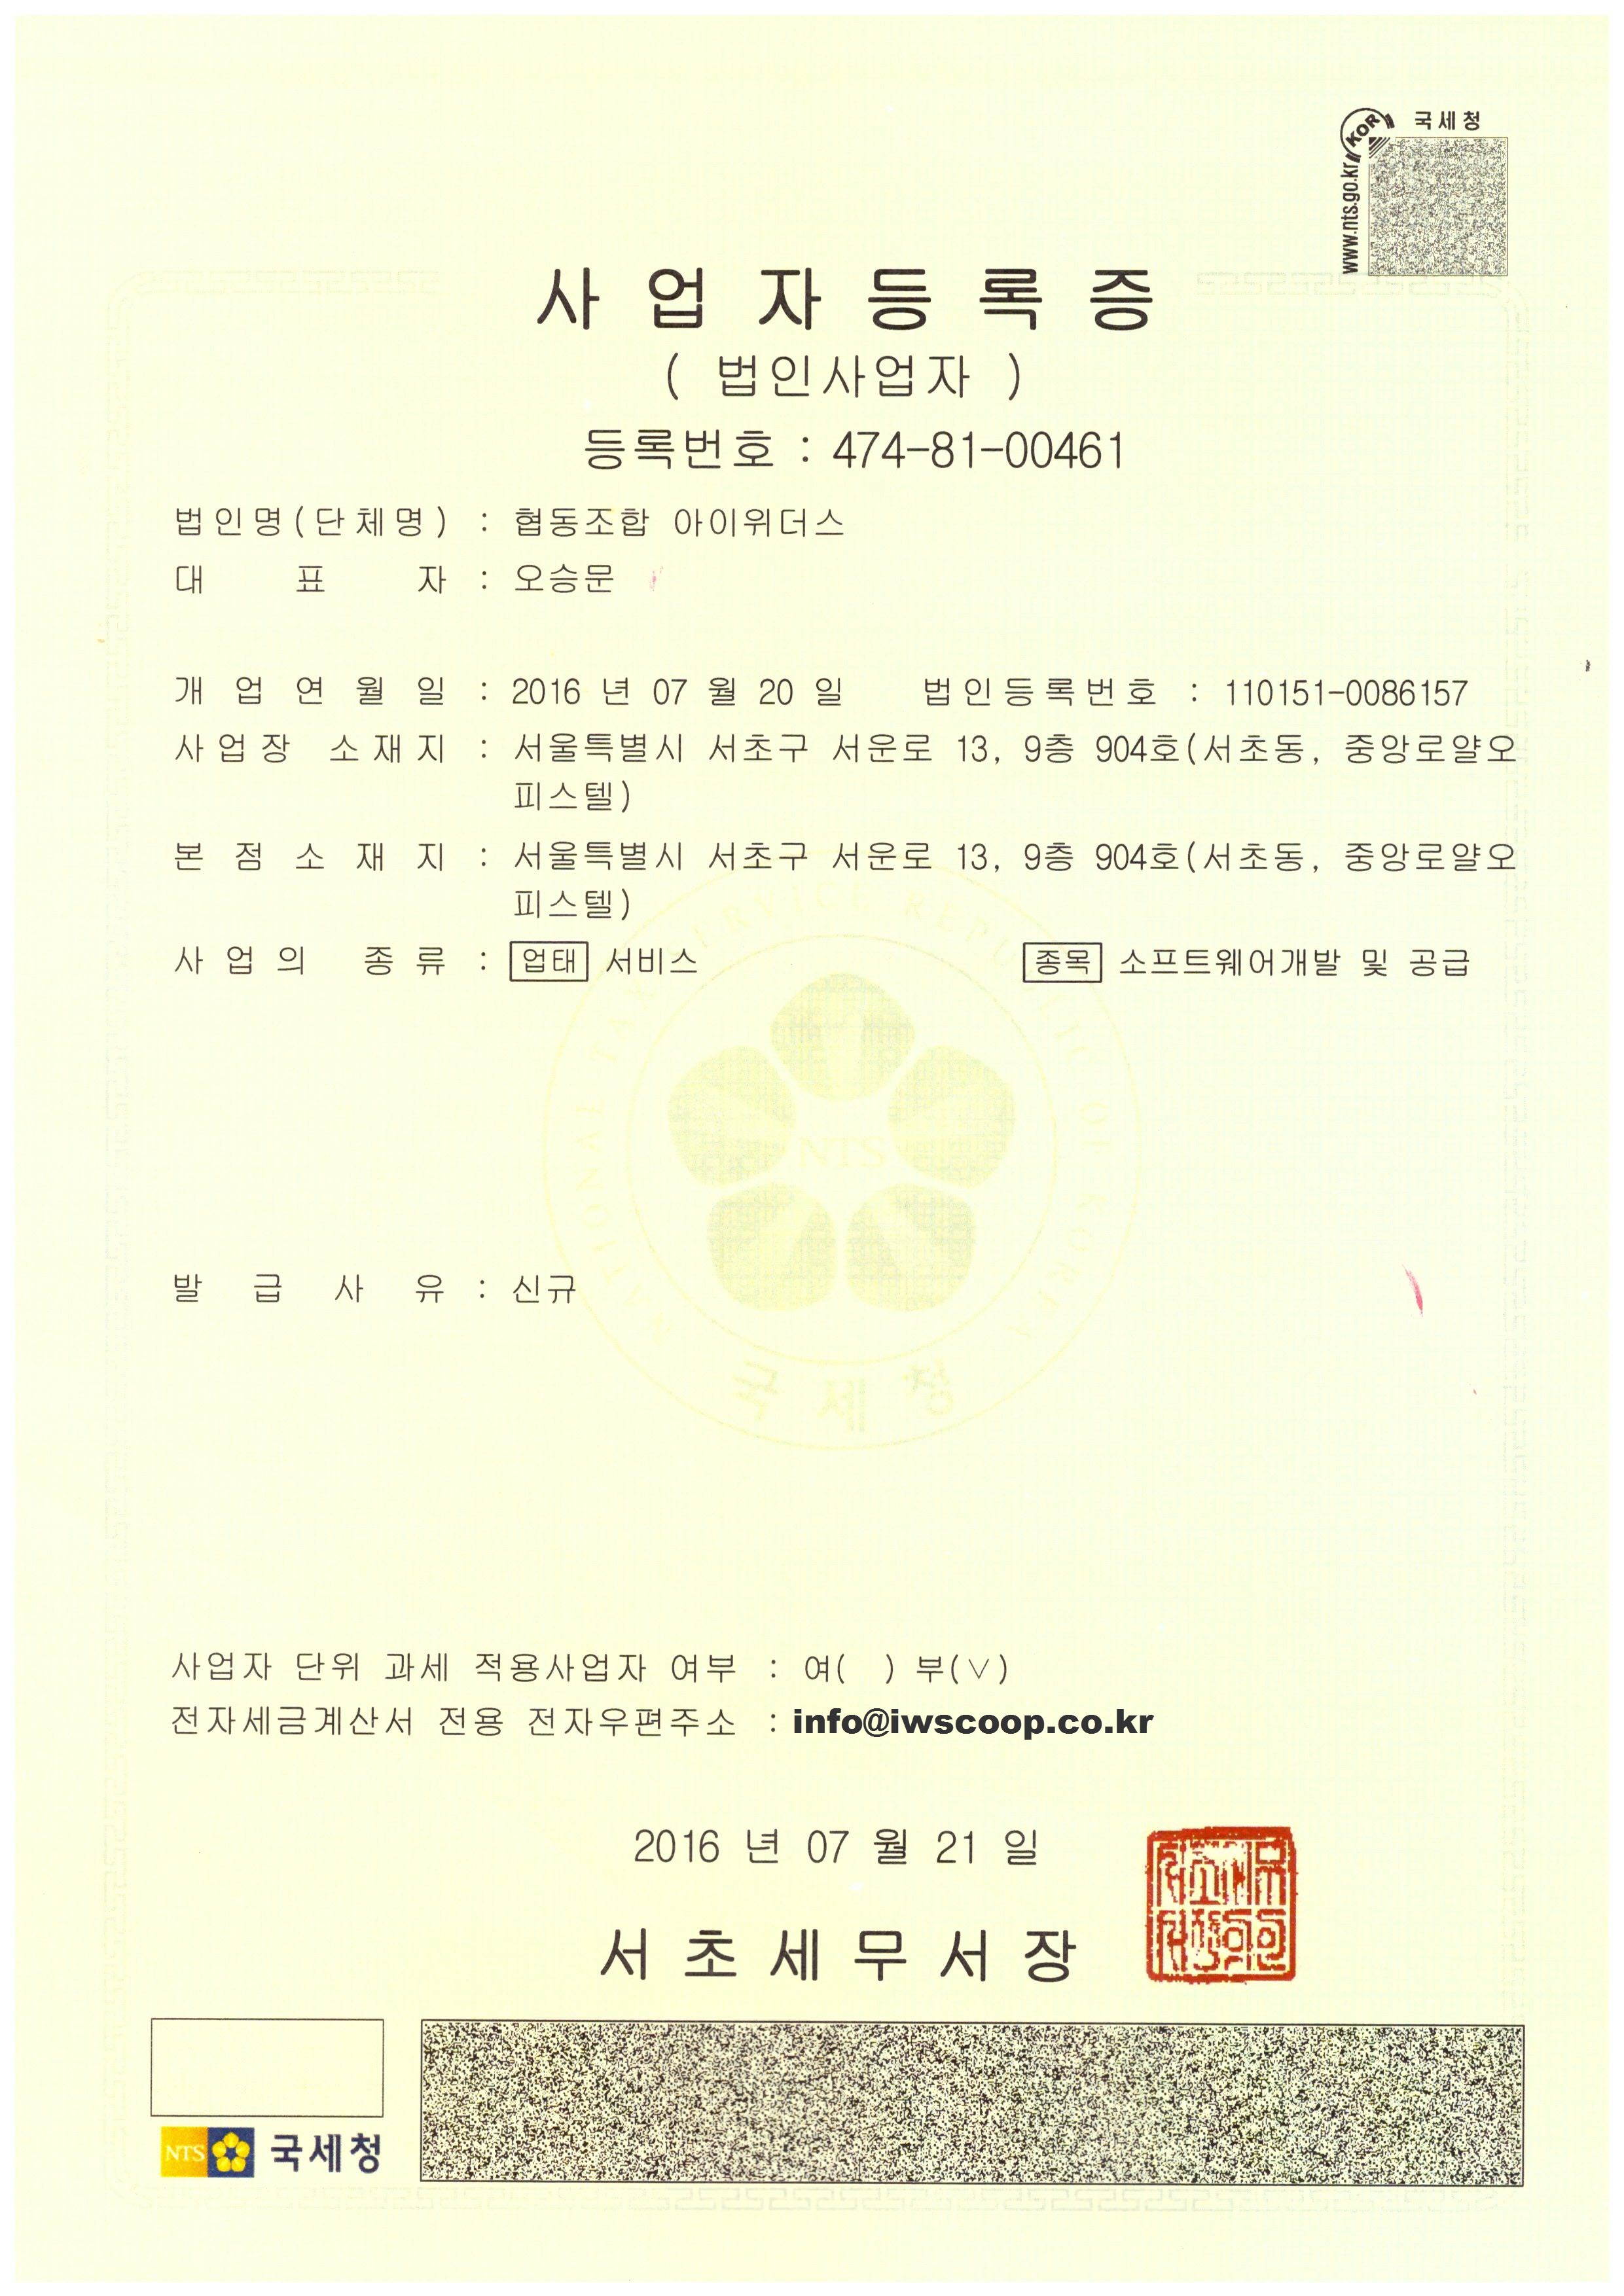 국세청
KOR
www.nts.go.kr
사업자등록증
( 법인사업자 )
등록번호 : 474-81-00461
법인명(단체명) : 협동조합 아이위더스
대 표 자 : 오승문
개 업 연 월 일 : 2016 년 07 월 20 일 법인등록번호 : 110151-0086157
사업장 소재지 : 서울특별시 서초구 서운로 13, 9층 904호(서초동, 중앙로얄오
피스텔)
본 점 소 재 지 : 서울특별시 서초구 서운로 13, 9층 904호(서초동, 중앙로얄오
피스텔)
사 업 의 종 류 : 업태 서비스 종목 소프트웨어개발 및 공급
NATIONAL TAX SERVICE REPUBLIC OF KOREA
NTS
발 급 사 유 : 신규
국세청
사업자 단위 과세 적용사업자 여부 : 여( ) 부(∨)
전자세금계산서 전용 전자우편주소 : info@iwscoop.co.kr
2016 년 07 월 21 일
서초세무서장
NTS 국세청